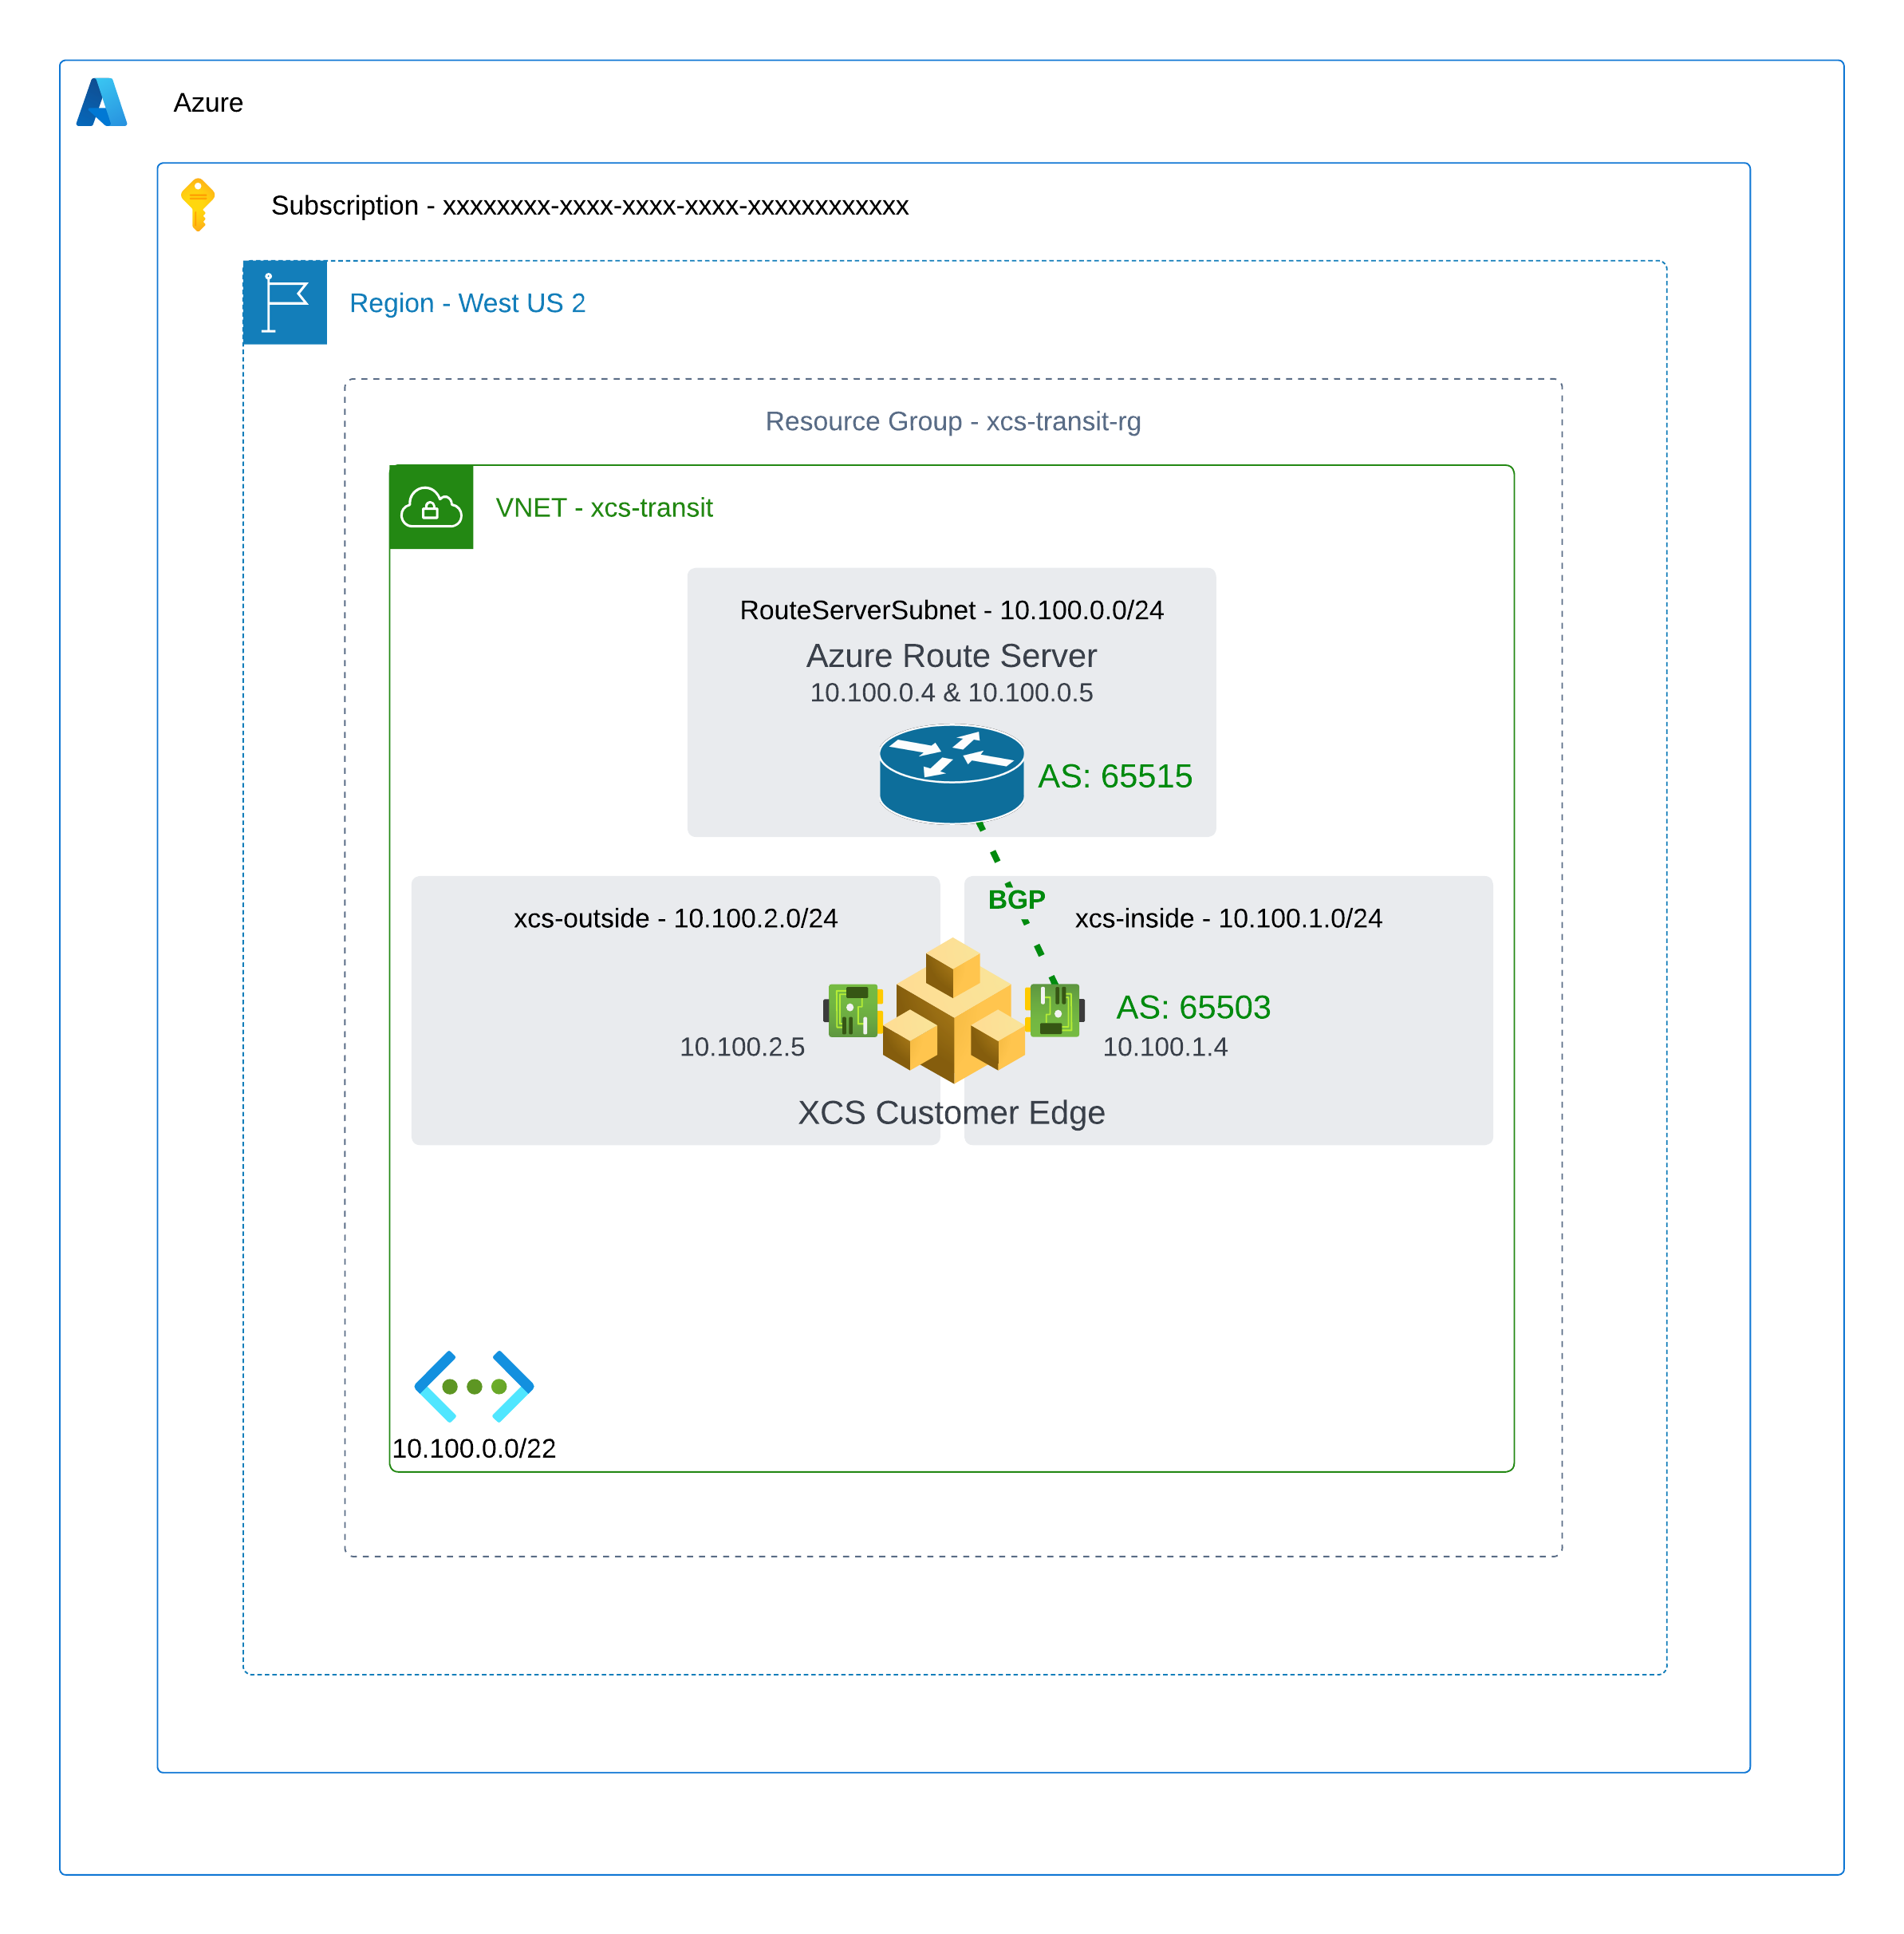 Azure
Subscription - xxxxxxxx-xxxx-xxxx-xxxx-xxxxxxxxxxxx
Region - West US 2
Resource Group - xcs-transit-rg
VNET - xcs-transit
RouteServerSubnet - 10.100.0.0/24
Azure Route Server
10.100.0.4 & 10.100.0.5
AS: 65515
BGP
xcs-outside - 10.100.2.0/24
xcs-inside - 10.100.1.0/24
AS: 65503
10.100.2.5
10.100.1.4
XCS Customer Edge
10.100.0.0/22